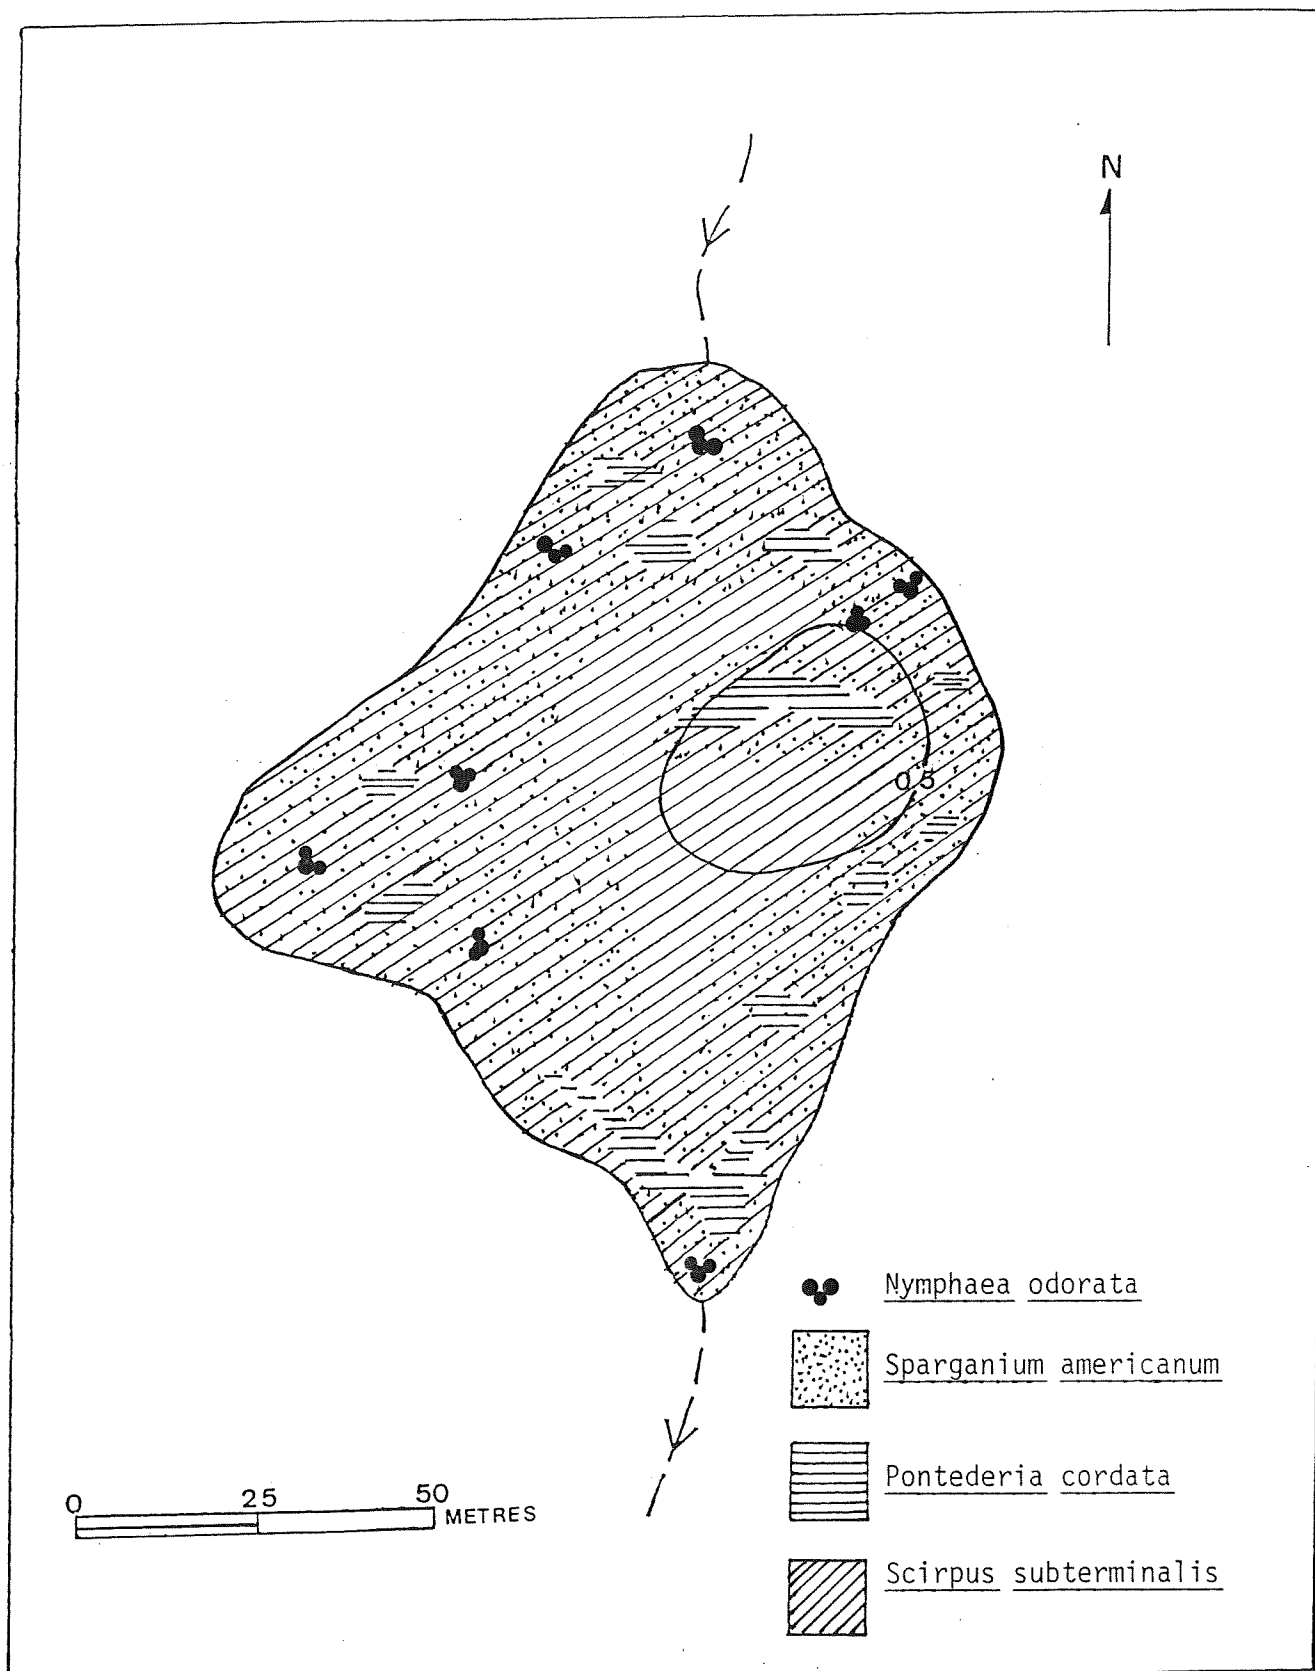 N
0.5
Nymphaea odorata
Sparganium americanum
Pontederia cordata
Scirpus subterminalis
0 25 50 METRES